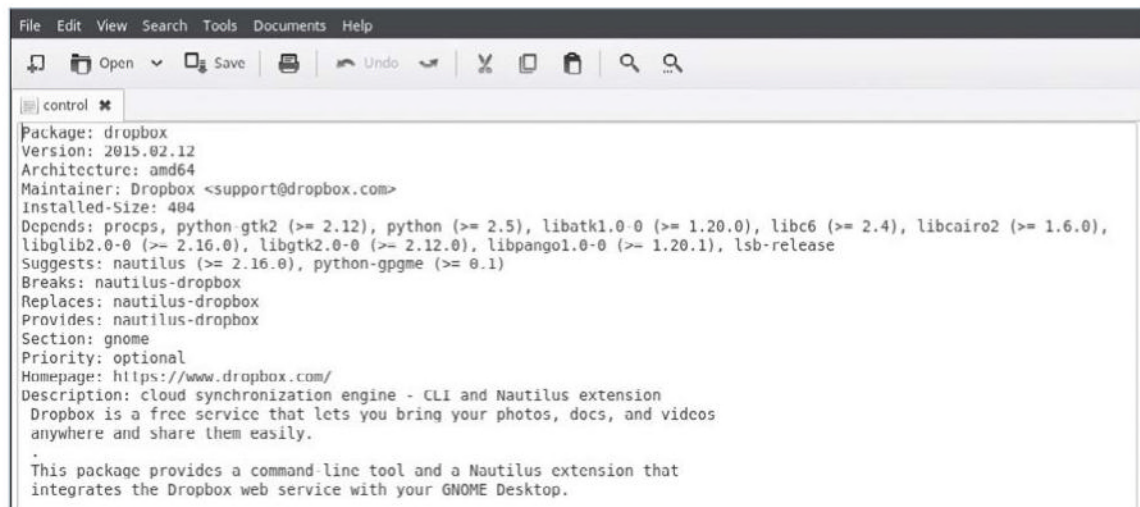 File Edit View Search Tools Documents Help
Open Save Undo
control
Package: dropbox
Version: 2015.02.12
Architecture: amd64
Maintainer: Dropbox <support@dropbox.com>
Installed-Size: 404
Depends: procps, python-gtk2 (>= 2.12), python (>= 2.5), libatk1.0-0 (>= 1.20.0), libc6 (>= 2.4), libcairo2 (>= 1.6.0),
libglib2.0-0 (>= 2.16.0), libgtk2.0-0 (>= 2.12.0), libpango1.0-0 (>= 1.20.1), lsb-release
Suggests: nautilus (>= 2.16.0), python-gpgme (>= 0.1)
Breaks: nautilus-dropbox
Replaces: nautilus-dropbox
Provides: nautilus-dropbox
Section: gnome
Priority: optional
Homepage: https://www.dropbox.com/
Description: cloud synchronization engine - CLI and Nautilus extension
Dropbox is a free service that lets you bring your photos, docs, and videos
anywhere and share them easily.
.
This package provides a command-line tool and a Nautilus extension that
integrates the Dropbox web service with your GNOME Desktop.